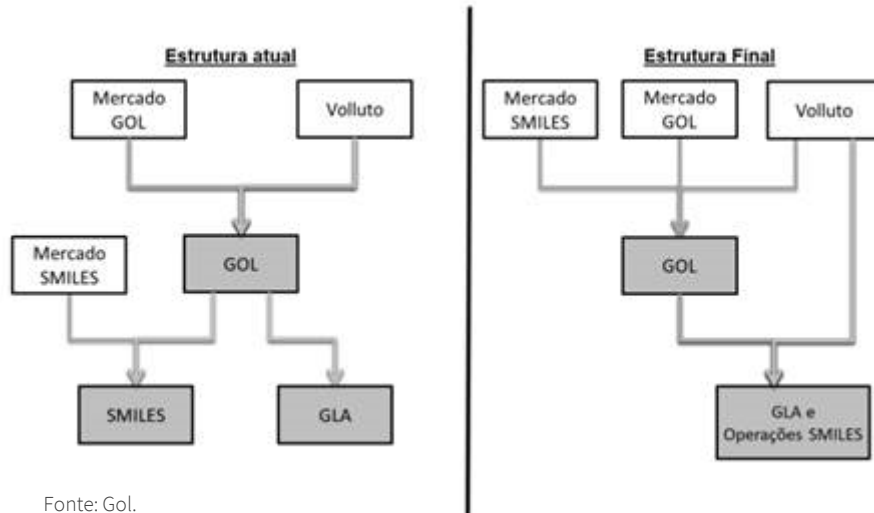 Estrutura atual
Mercado
GOL
Volluto
Mercado
SMILES
GOL
SMILES
GLA
Estrutura Final
Mercado
SMILES
Mercado
GOL
Volluto
GOL
GLA e
Operações SMILES
Fonte: Gol.